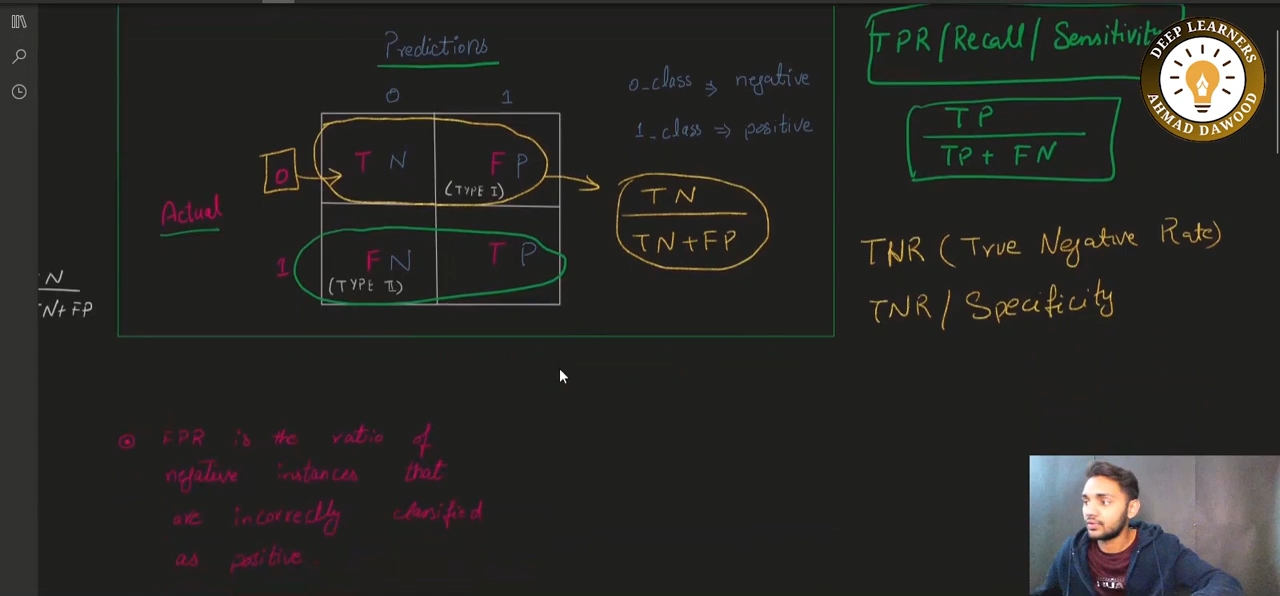 Predictions
0 1
0_class ⇒ negative
1_class ⇒ positive
Actual
0
T N
F P
(TYPE I)
1
F N
(TYPE II)
T P
TN
TN+FP
N
N+FP
TPR/Recall/Sensitivity
TP
TP+ FN
TNR (True Negative Rate)
TNR/ Specificity
FPR is the ratio of
negative instances that
are incorrectly classified
as positive
DEEP LEARNERS
AHMAD DAWOOD